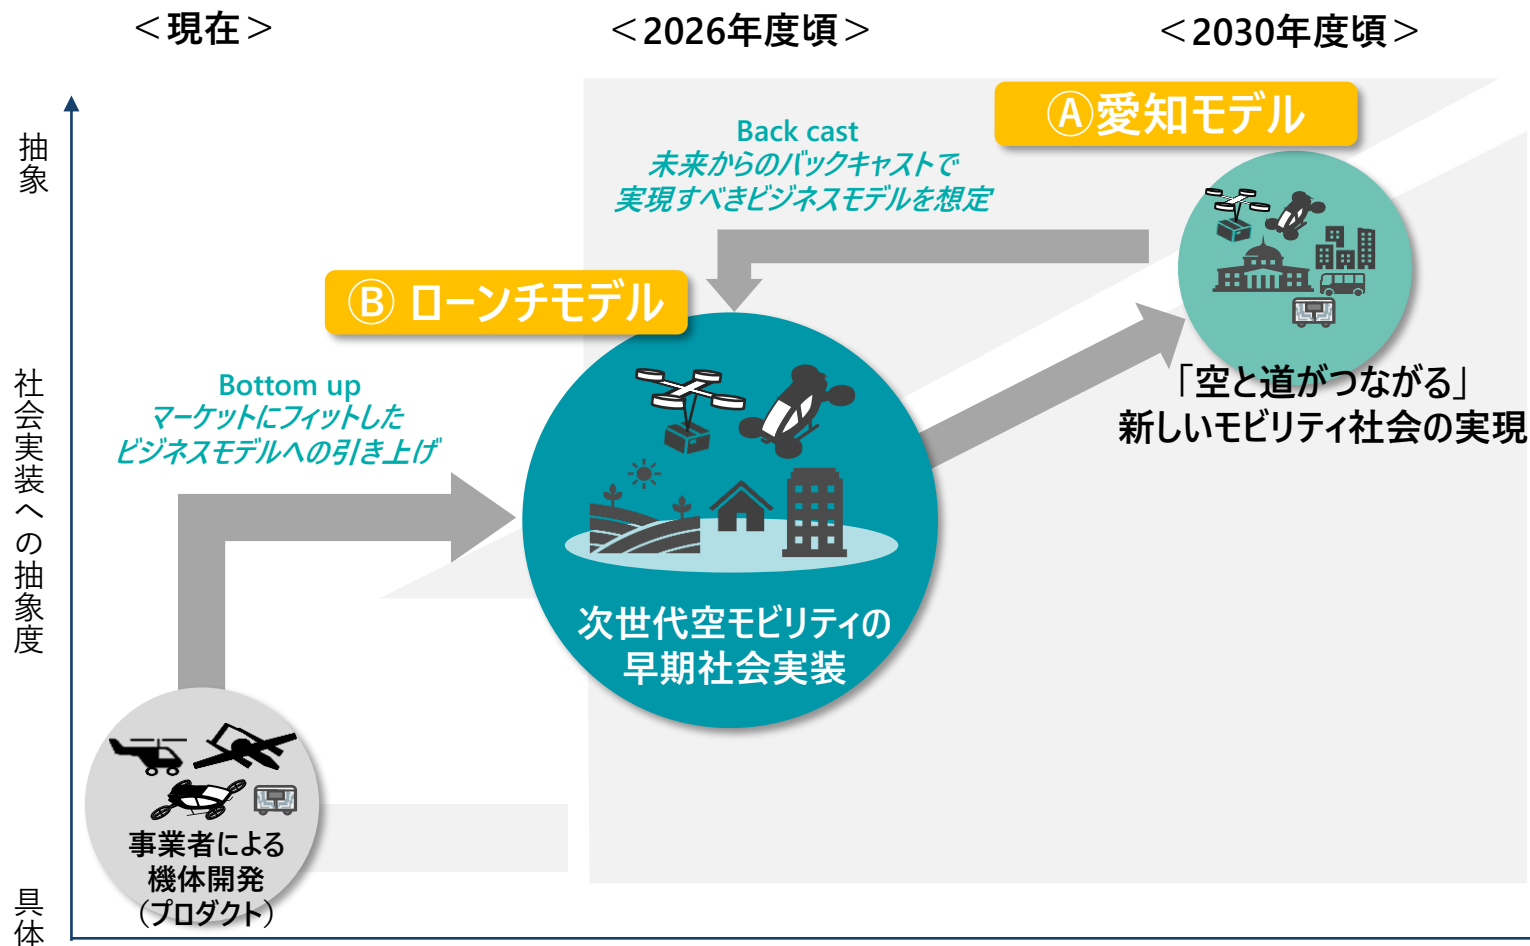 ＜現在＞
＜2026年度頃＞
＜2030年度頃＞
Ⓐ愛知モデル
Back cast
未来からのバックキャストで
実現すべきビジネスモデルを想定
抽象
Ⓑ ローンチモデル
「空と道がつながる」
新しいモビリティ社会の実現
Bottom up
マーケットにフィットした
ビジネスモデルへの引き上げ
社会実装への抽象度
次世代空モビリティの
早期社会実装
事業者による
機体開発
（プロダクト）
具体